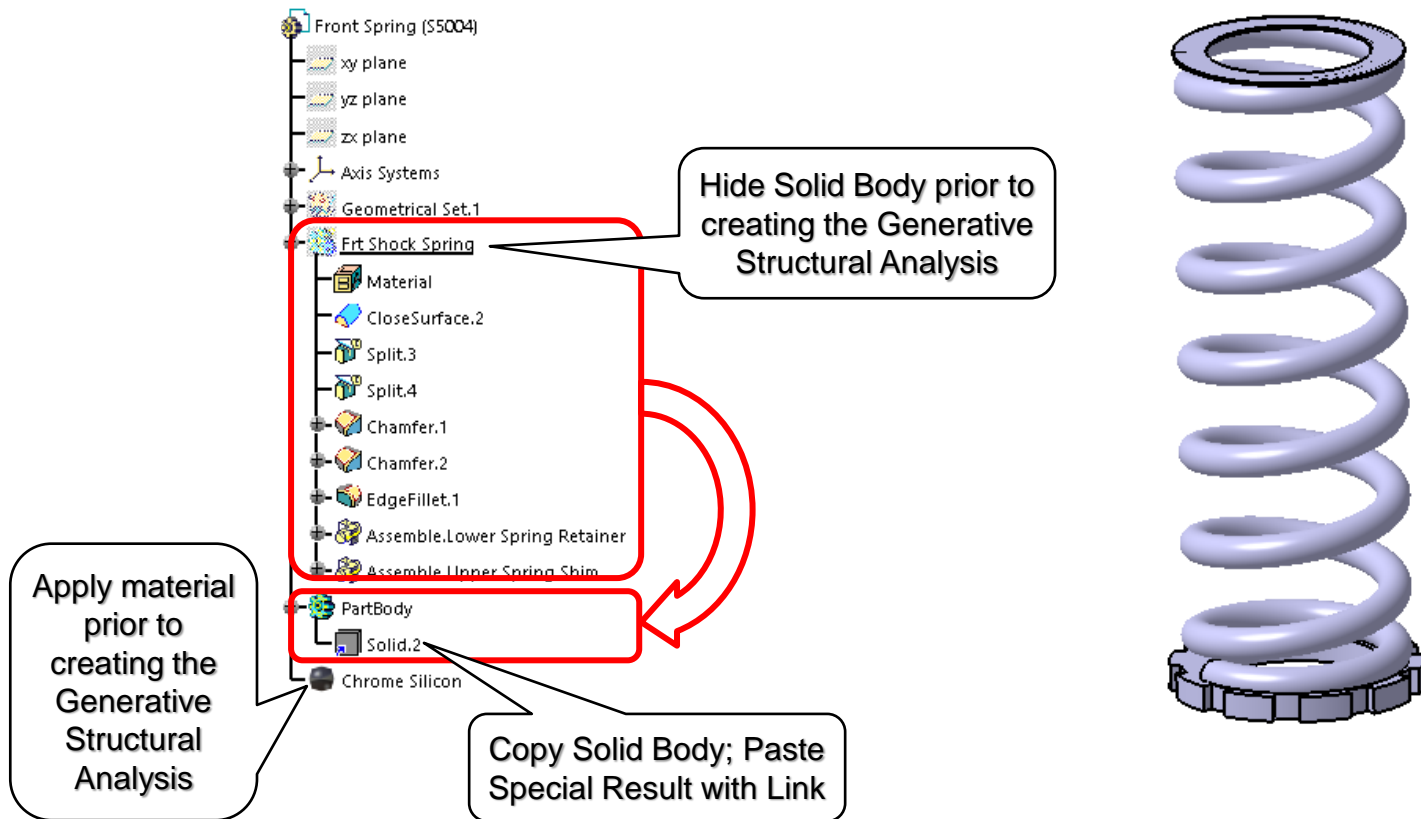 Front Spring (S5004)
xy plane
yz plane
zx plane
Axis Systems
Geometrical Set.1
Frt Shock Spring
Material
CloseSurface.2
Split.3
Split.4
Chamfer.1
Chamfer.2
EdgeFillet.1
Assemble.Lower Spring Retainer
Assemble.Upper Spring Shim
PartBody
Solid.2
Chrome Silicon
Hide Solid Body prior to
creating the Generative
Structural Analysis
Apply material
prior to
creating the
Generative
Structural
Analysis
Copy Solid Body; Paste
Special Result with Link